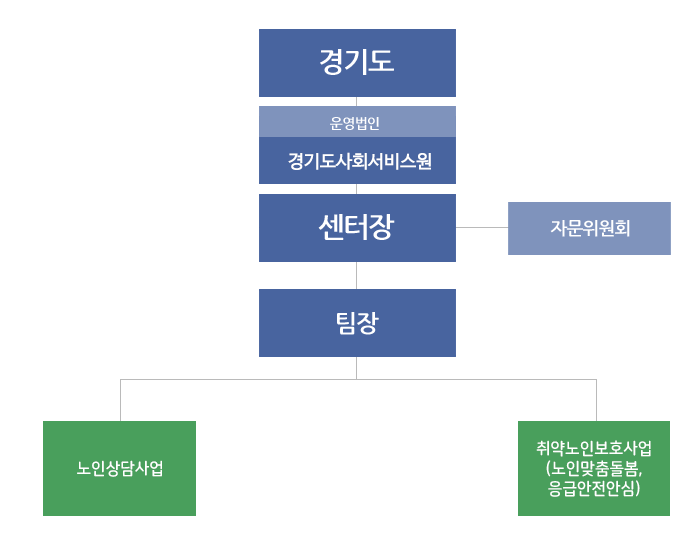 경기도
운영법인
경기도사회서비스원
센터장
자문위원회
팀장
노인상담사업
취약노인보호사업
(노인맞춤돌봄,
응급안전안심)